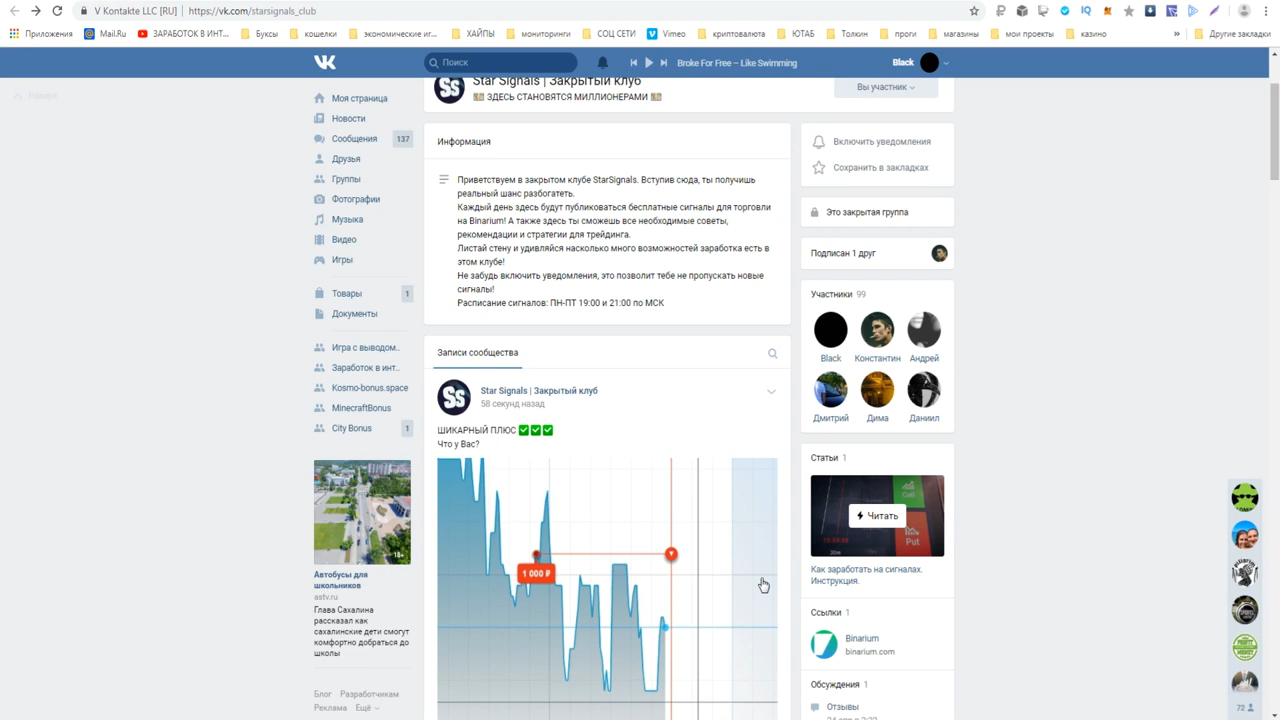 V Kontakte LLC [RU] | https://vk.com/starsignals_club
Приложения Mail.Ru ЗАРАБОТОК В ИНТ... Буксы кошелки экономические иг... ХАЙПЫ мониторинги СОЦ СЕТИ Vimeo криптовалюта ЮТАБ Толкин проги магазины мои проекты казино » Другие закладки
Поиск
Broke For Free – Like Swimming
Black
Наверх
Моя страница
Новости
Сообщения 137
Друзья
Группы
Фотографии
Музыка
Видео
Игры
Товары 1
Документы
Игра с выводом..
Заработок в инт..
Kosmo-bonus.space
MinecraftBonus
City Bonus 1
18+
Автобусы для
школьников
astv.ru
Глава Сахалина
рассказал как
сахалинские дети смогут
комфортно добраться до
школы
Блог Разработчикам
Реклама Ещё
Ss
Star Signals | Закрытый клуб
ЗДЕСЬ СТАНОВЯТСЯ МИЛЛИОНЕРАМИ
Вы участник
Информация
Приветствуем в закрытом клубе StarSignals. Вступив сюда, ты получишь
реальный шанс разбогатеть.
Каждый день здесь будут публиковаться бесплатные сигналы для торговли
на Binarium! А также здесь ты сможешь все необходимые советы,
рекомендации и стратегии для трейдинга.
Листай стену и удивляйся насколько много возможностей заработка есть в
этом клубе!
Не забудь включить уведомления, это позволит тебе не пропускать новые
сигналы!
Расписание сигналов: ПН-ПТ 19:00 и 21:00 по МСК
Записи сообщества
Ss
Star Signals | Закрытый клуб
58 секунд назад
ШИКАРНЫЙ ПЛЮС
Что у Вас?
1 000 ₽
Включить уведомления
Сохранить в закладках
Это закрытая группа
Подписан 1 друг
Участники 99
Black Константин Андрей
Дмитрий Дима Даниил
Статьи 1
Call
Читать
Put
30m
Как заработать на сигналах.
Инструкция.
Ссылки 1
Binarium
binarium.com
Обсуждения 1
Отзывы
72